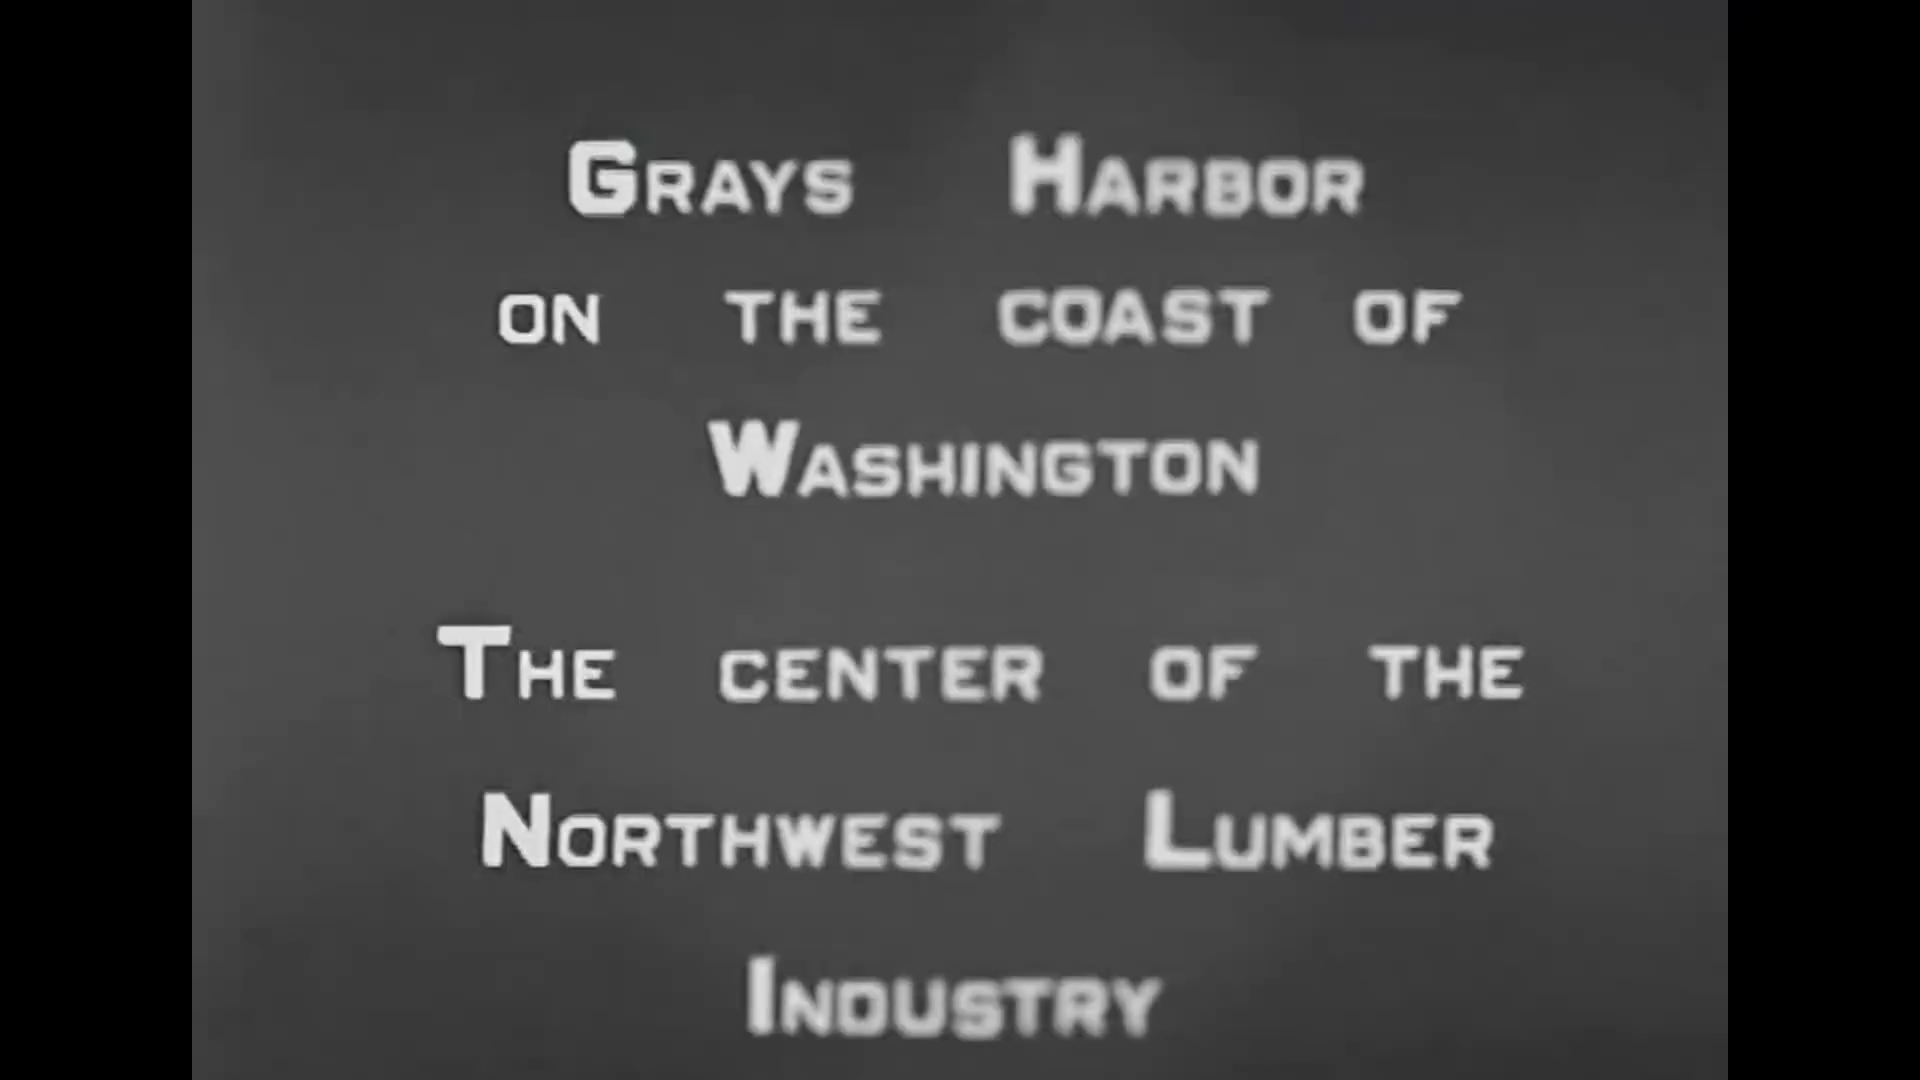 Grays Harbor
on the coast of
Washington
The center of the
Northwest Lumber
Industry